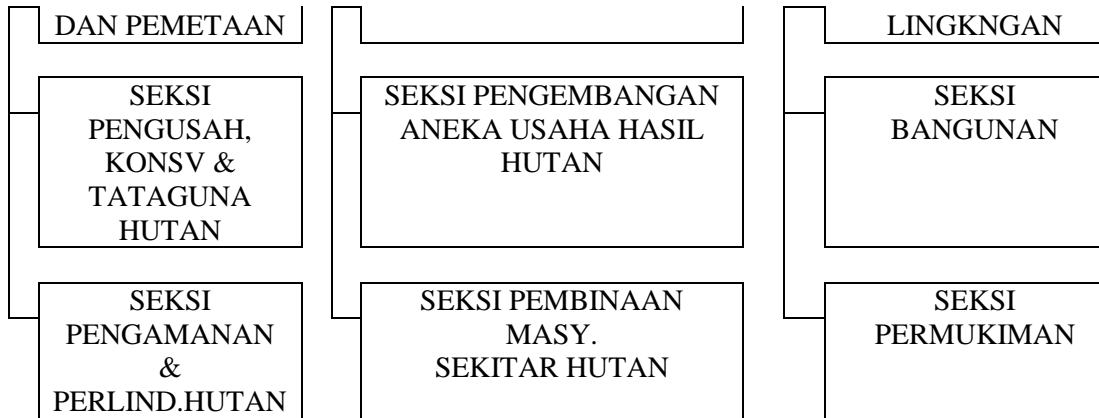 DAN PEMETAAN
LINGKNGAN
SEKSI
PENGUSAH,
KONSV &
TATAGUNA
HUTAN
SEKSI PENGEMBANGAN
ANEKA USAHA HASIL
HUTAN
SEKSI
BANGUNAN
SEKSI
PENGAMANAN
&
PERLIND.HUTAN
SEKSI PEMBINAAN
MASY.
SEKITAR HUTAN
SEKSI
PERMUKIMAN